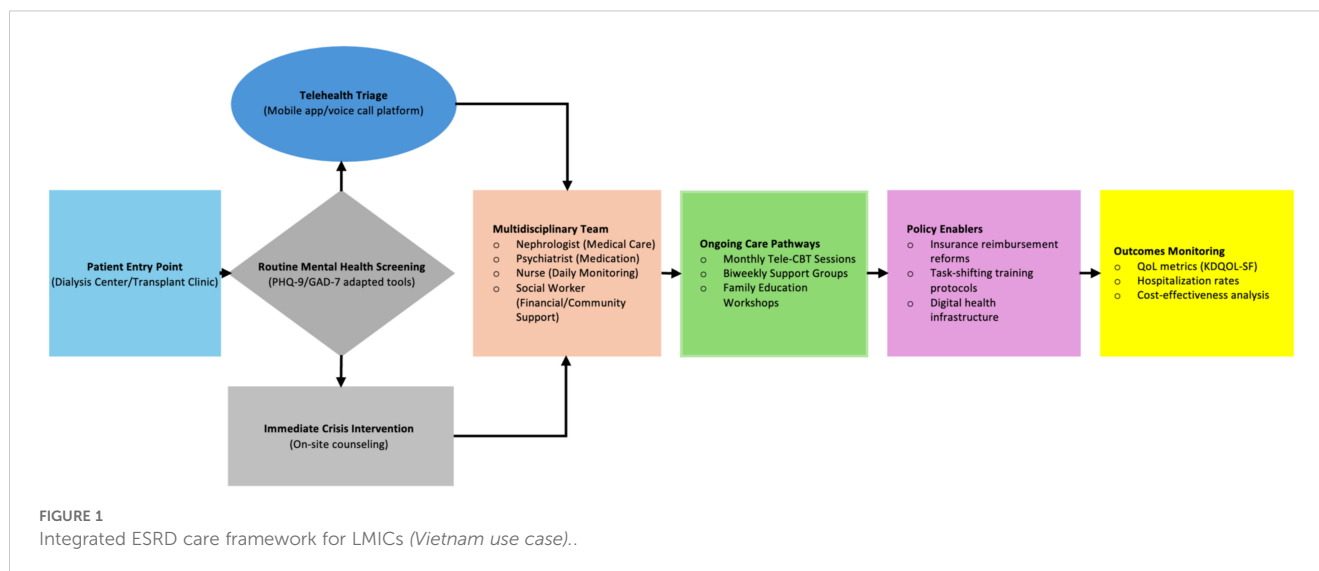 Telehealth Triage
(Mobile app/voice call platform)
Patient Entry Point
(Dialysis Center/Transplant Clinic)
Routine Mental Health Screening
(PHQ-9/GAD-7 adapted tools)
Immediate Crisis Intervention
(On-site counseling)
Multidisciplinary Team
o Nephrologist (Medical Care)
o Psychiatrist (Medication)
o Nurse (Daily Monitoring)
o Social Worker
(Financial/Community
Support)
Ongoing Care Pathways
o Monthly Tele-CBT Sessions
o Biweekly Support Groups
o Family Education
Workshops
Policy Enablers
o Insurance reimbursement
reforms
o Task-shifting training
protocols
o Digital health
infrastructure
Outcomes Monitoring
o QoL metrics (KDQOL-SF)
o Hospitalization rates
o Cost-effectiveness analysis
FIGURE 1
Integrated ESRD care framework for LMICs (Vietnam use case)..